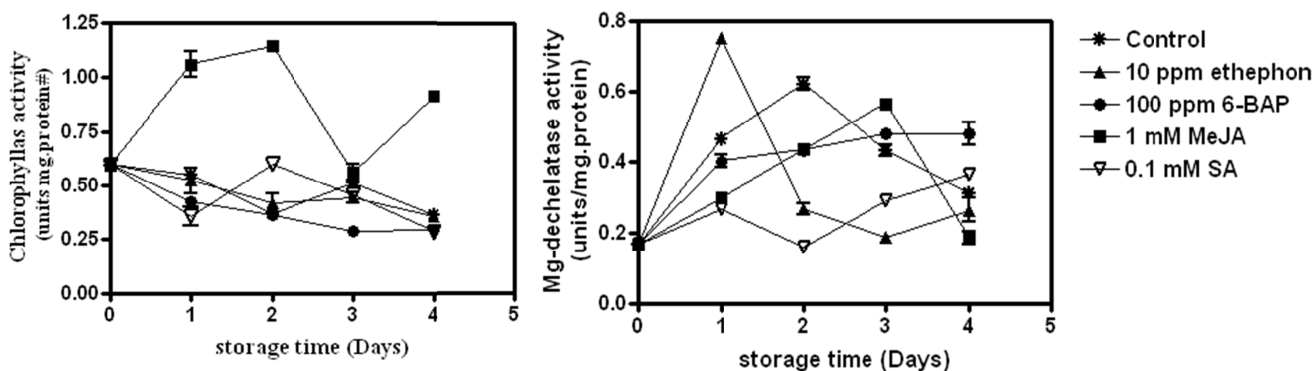 Chlorophyllas activity
(units mg.protein#)
1.25
1.00
0.75
0.50
0.25
0.00
0 1 2 3 4 5
storage time (Days)
Mg-dechelatase activity
(units/mg.protein)
0.8
0.6
0.4
0.2
0.0
0 1 2 3 4 5
storage time (Days)
Control
10 ppm ethephon
100 ppm 6-BAP
1 mM MeJA
0.1 mM SA